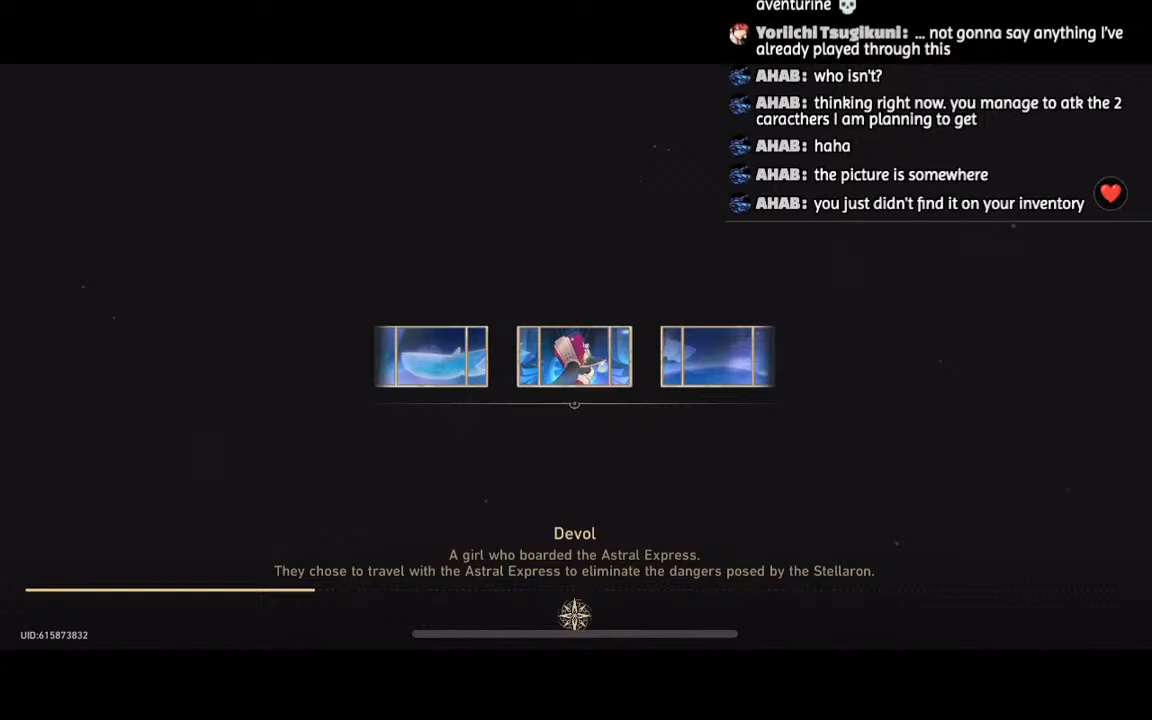 aventurine 💀
Yoriichi Tsugikuni: ... not gonna say anything I've
already played through this
AHAB: who isn't?
AHAB: thinking right now. you manage to atk the 2
caracthers I am planning to get
AHAB: haha
AHAB: the picture is somewhere
AHAB: you just didn't find it on your inventory
Devol
A girl who boarded the Astral Express.
They chose to travel with the Astral Express to eliminate the dangers posed by the Stellaron.
UID:615873832